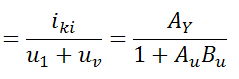 = i_{ki} / (u_1 + u_v) = A_Y / (1 + A_u B_u)